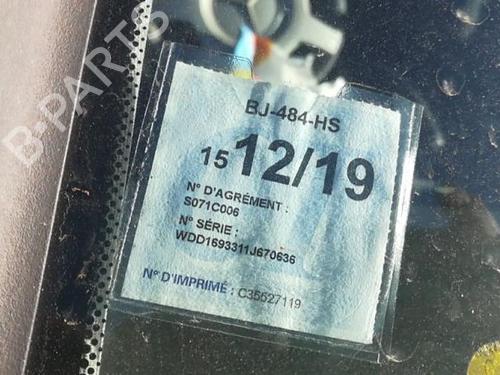 B-PARTS
BJ-484-HS
15 12/19
N° D'AGRÉMENT :
S071C006
N° SÉRIE :
WDD1693311J670636
N° D'IMPRIMÉ : C35527119